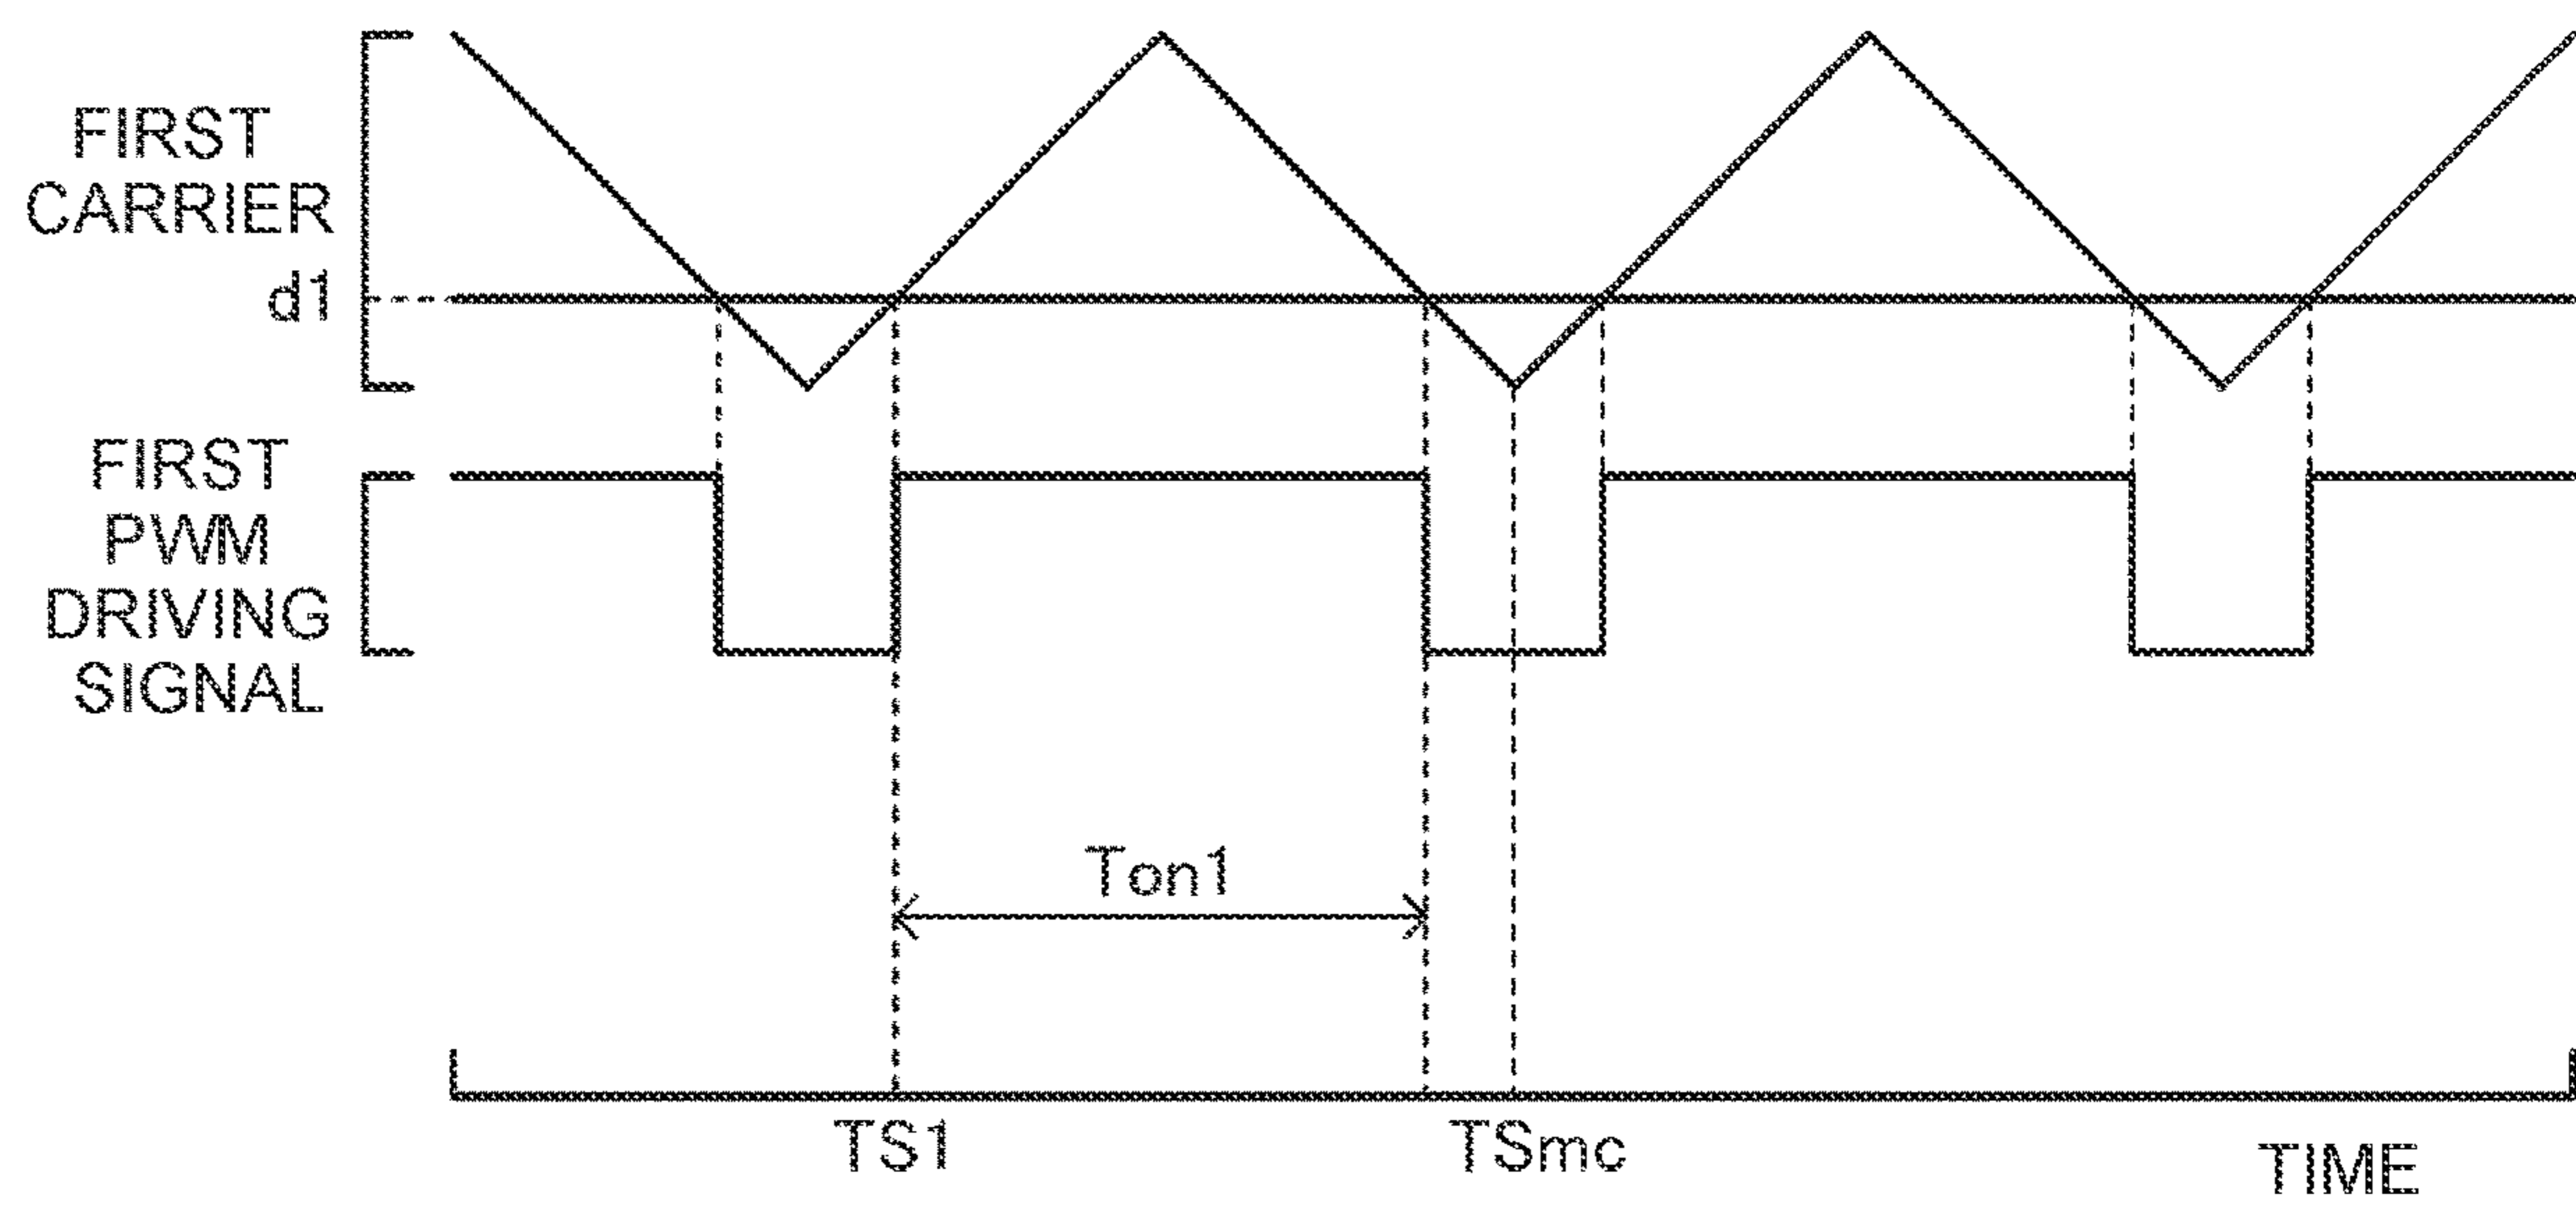 FIRST
CARRIER
d1
FIRST
PWM
DRIVING
SIGNAL
Ton1
TS1
TSmc
TIME